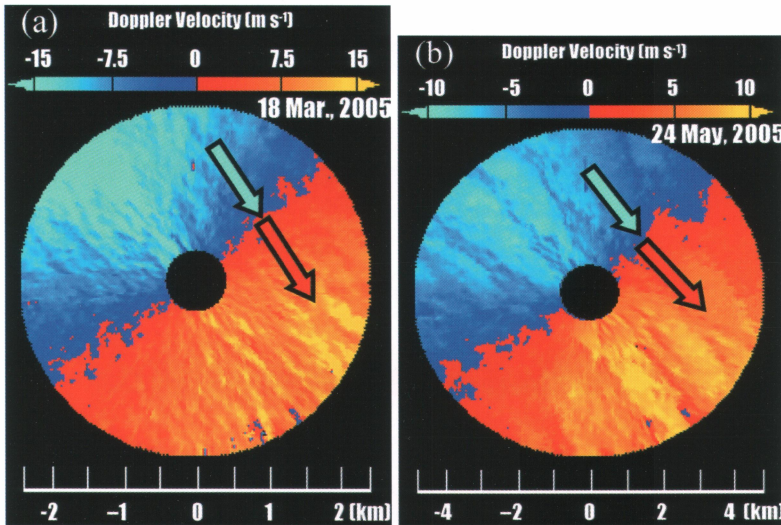 (a)
Doppler Velocity (m s⁻¹)
-15 -7.5 0 7.5 15
18 Mar., 2005
-2 -1 0 1 2 (km)
(b)
Doppler Velocity (m s⁻¹)
-10 -5 0 5 10
24 May, 2005
-4 -2 0 2 4 (km)